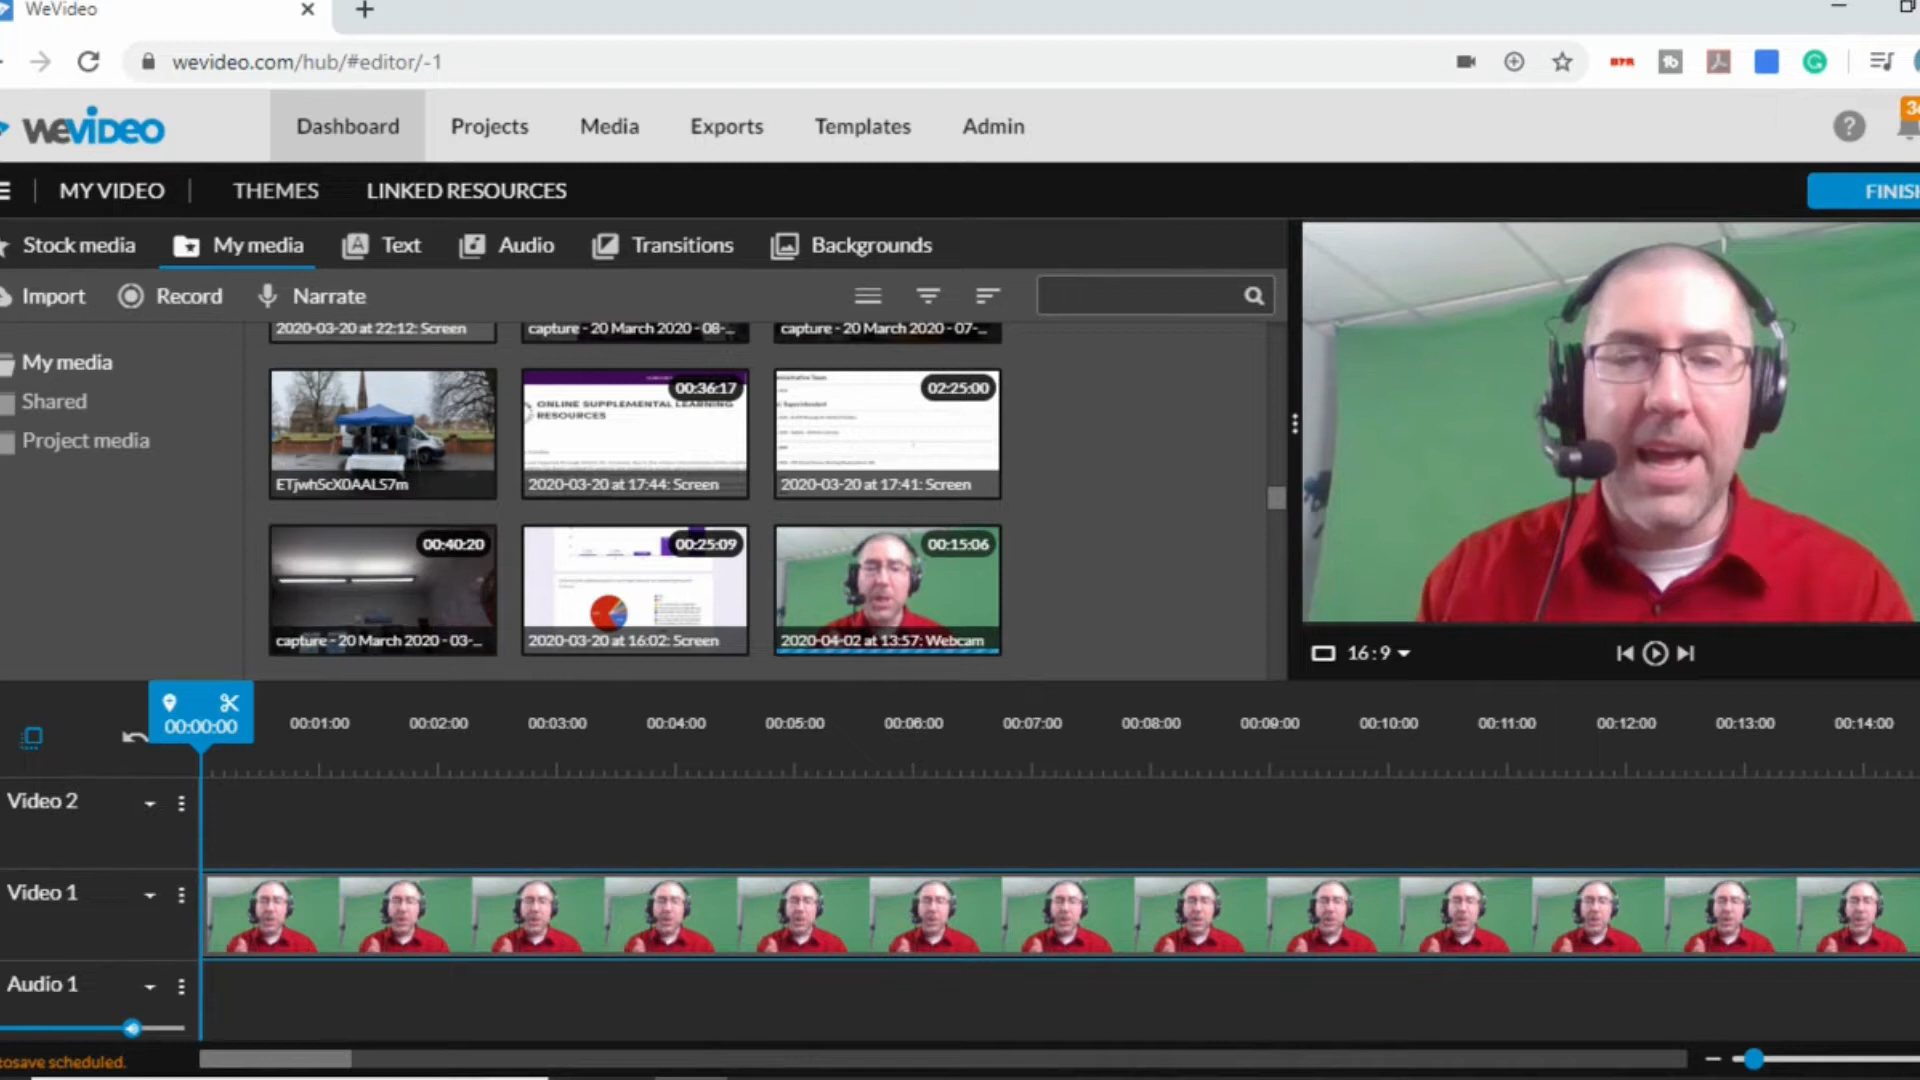 WeVideo
wevideo.com/hub/#editor/-1
WEVIDEO
Dashboard
Projects
Media
Exports
Templates
Admin
MY VIDEO
THEMES
LINKED RESOURCES
FINISH
Stock media
My media
Text
Audio
Transitions
Backgrounds
Import
Record
Narrate
My media
Shared
Project media
2020-03-20 at 22:12: Screen
capture - 20 March 2020 - 08-...
capture - 20 March 2020 - 07-...
ETjwhScX0AALS7m
00:36:17
ONLINE SUPPLEMENTAL LEARNING
RESOURCES
2020-03-20 at 17:44: Screen
02:25:00
2020-03-20 at 17:41: Screen
00:40:20
capture - 20 March 2020 - 03-...
00:25:09
2020-03-20 at 16:02: Screen
00:15:06
2020-04-02 at 13:57: Webcam
16:9
00:00:00
00:01:00
00:02:00
00:03:00
00:04:00
00:05:00
00:06:00
00:07:00
00:08:00
00:09:00
00:10:00
00:11:00
00:12:00
00:13:00
00:14:00
Video 2
Video 1
Audio 1
tosave scheduled.